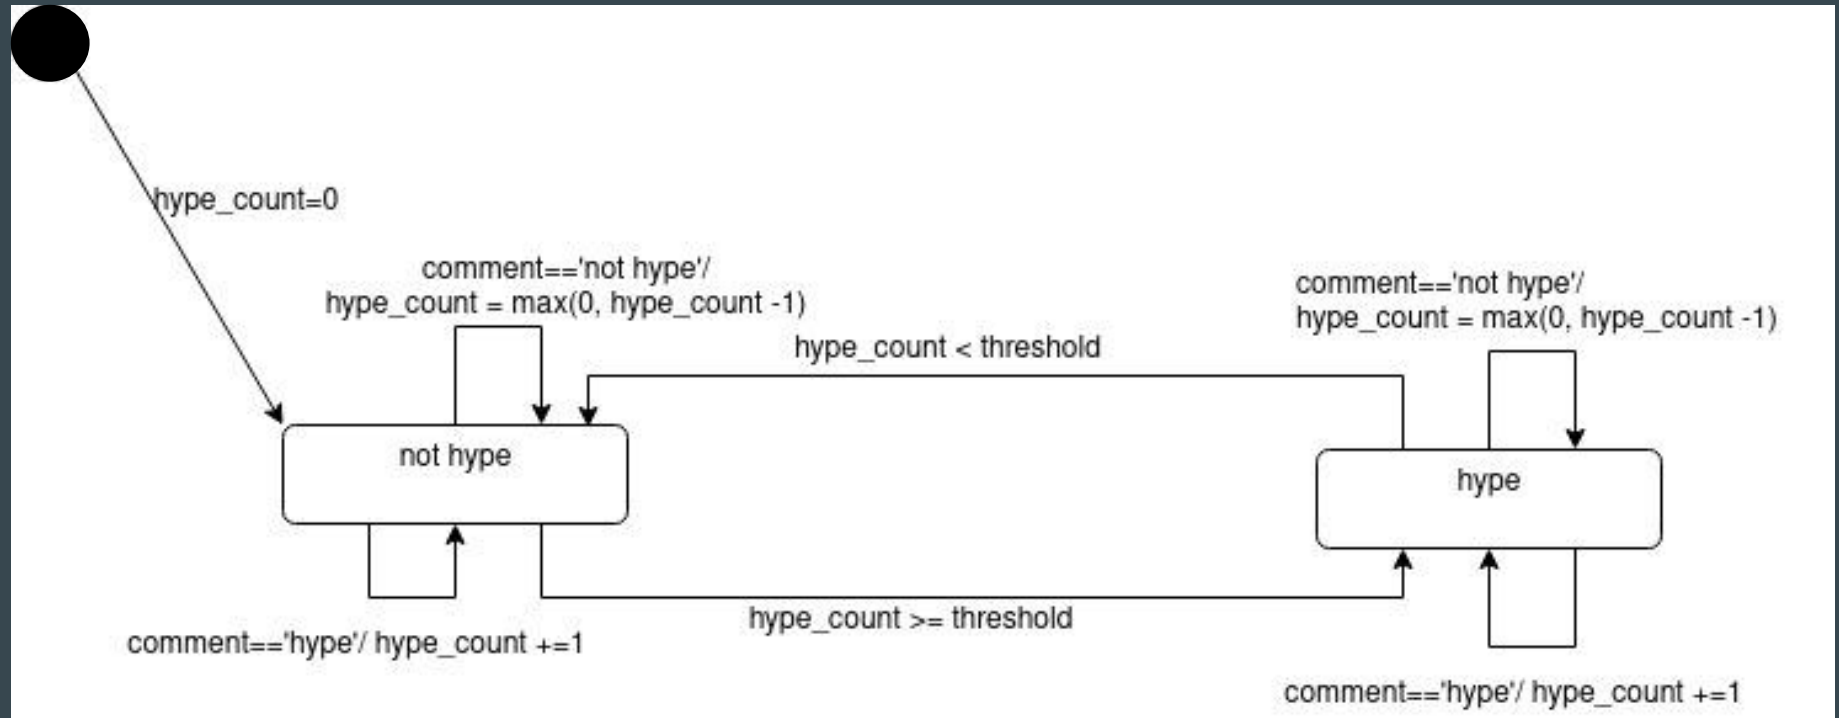 hype_count=0
comment=='not hype'/
hype_count = max(0, hype_count -1)
comment=='not hype'/
hype_count = max(0, hype_count -1)
hype_count < threshold
not hype
hype
hype_count >= threshold
comment=='hype'/ hype_count +=1
comment=='hype'/ hype_count +=1